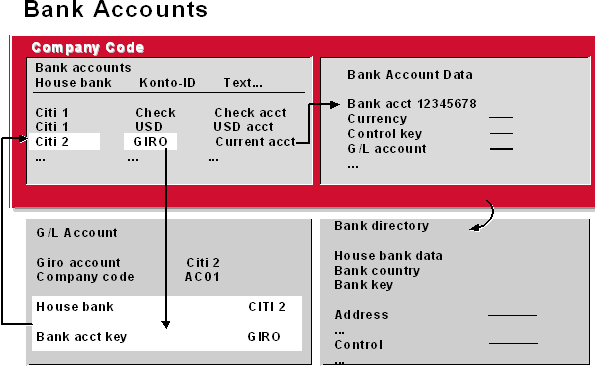 Bank Accounts
Company Code
Bank accounts
House bank Konto-ID Text...
Citi 1 Check Check acct
Citi 1 USD USD acct
Citi 2 GIRO Current acct
... ... ...
Bank Account Data
Bank acct 12345678
Currency
Control key
G/L account
...
G/L Account
Giro account Citi 2
Company code AC01
House bank CITI 2
Bank acct key GIRO
Bank directory
House bank data
Bank country
Bank key
Address
...
Control
...